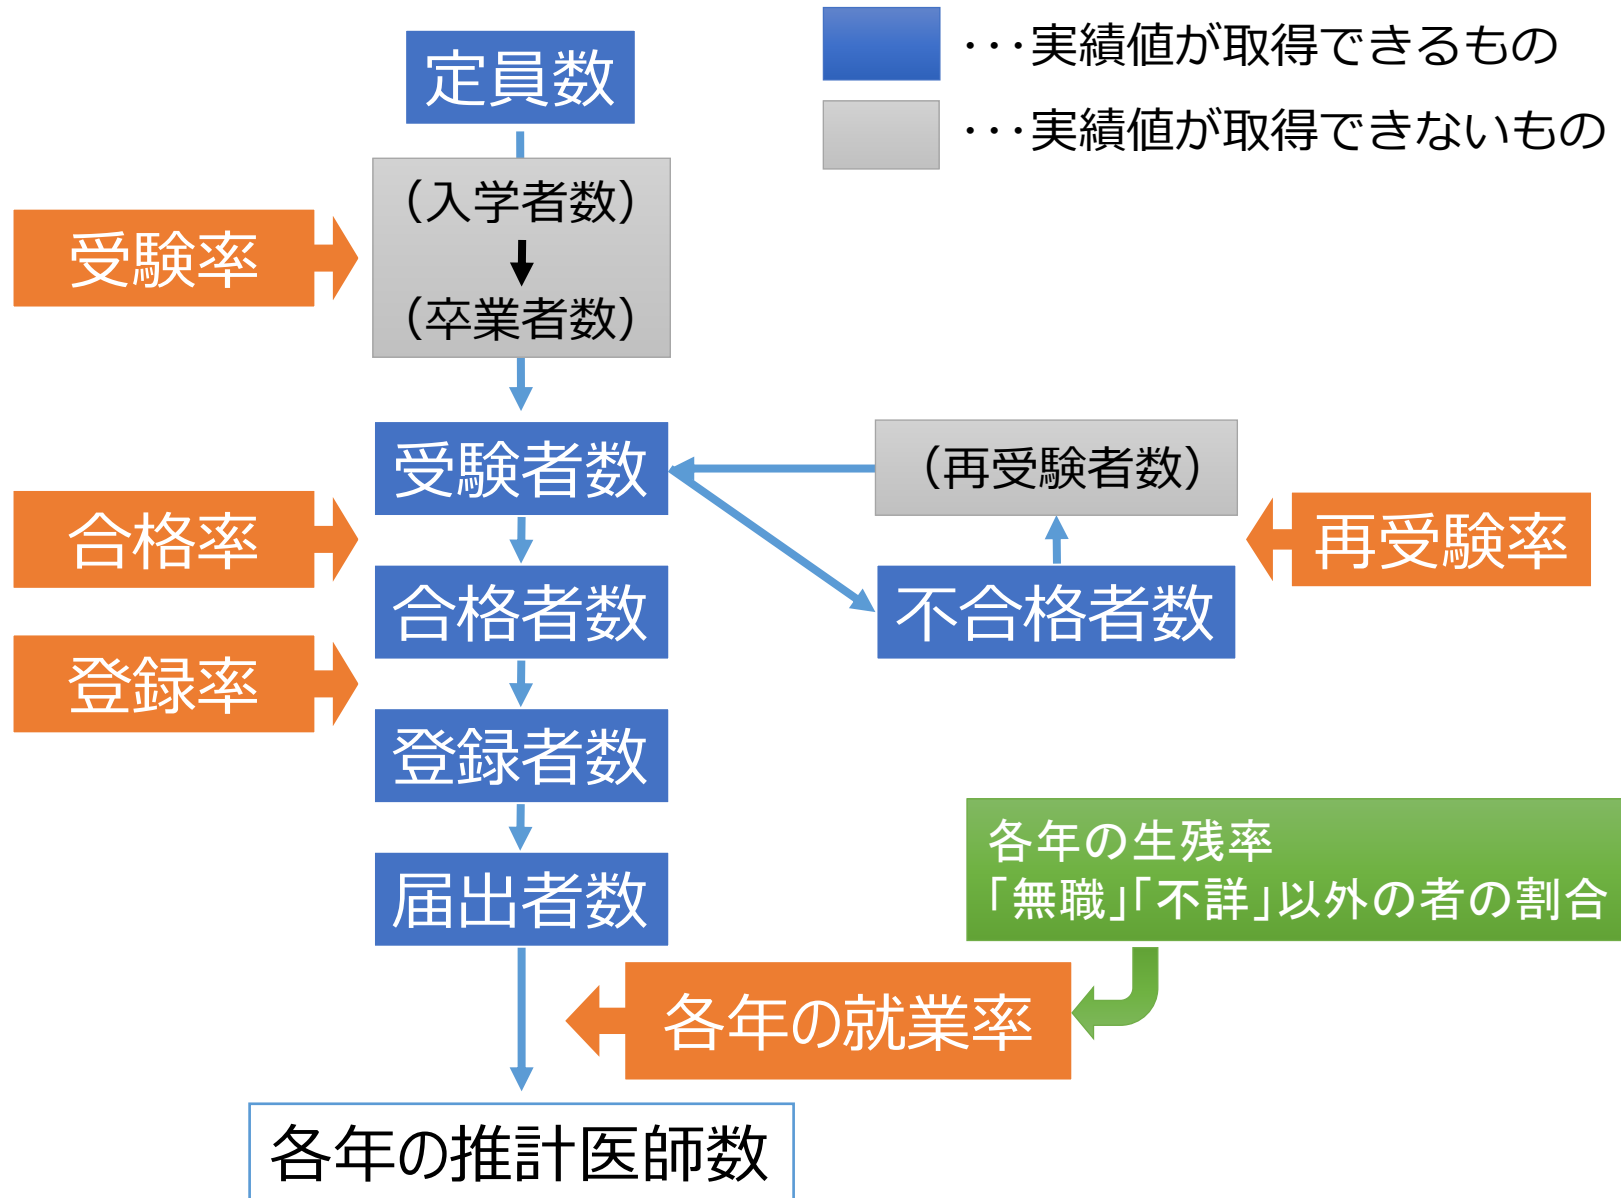 定員数
・・・実績値が取得できるもの
・・・実績値が取得できないもの
（入学者数）
（卒業者数）
受験率
受験者数
（再受験者数）
合格率
再受験率
合格者数
不合格者数
登録率
登録者数
届出者数
各年の生残率
「無職」「不詳」以外の者の割合
各年の就業率
各年の推計医師数